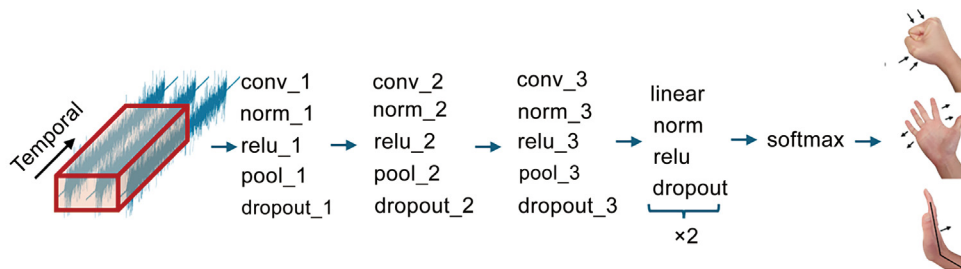 Temporal
conv_1
norm_1
relu_1
pool_1
dropout_1
conv_2
norm_2
relu_2
pool_2
dropout_2
conv_3
norm_3
relu_3
pool_3
dropout_3
linear
norm
relu
dropout
×2
softmax